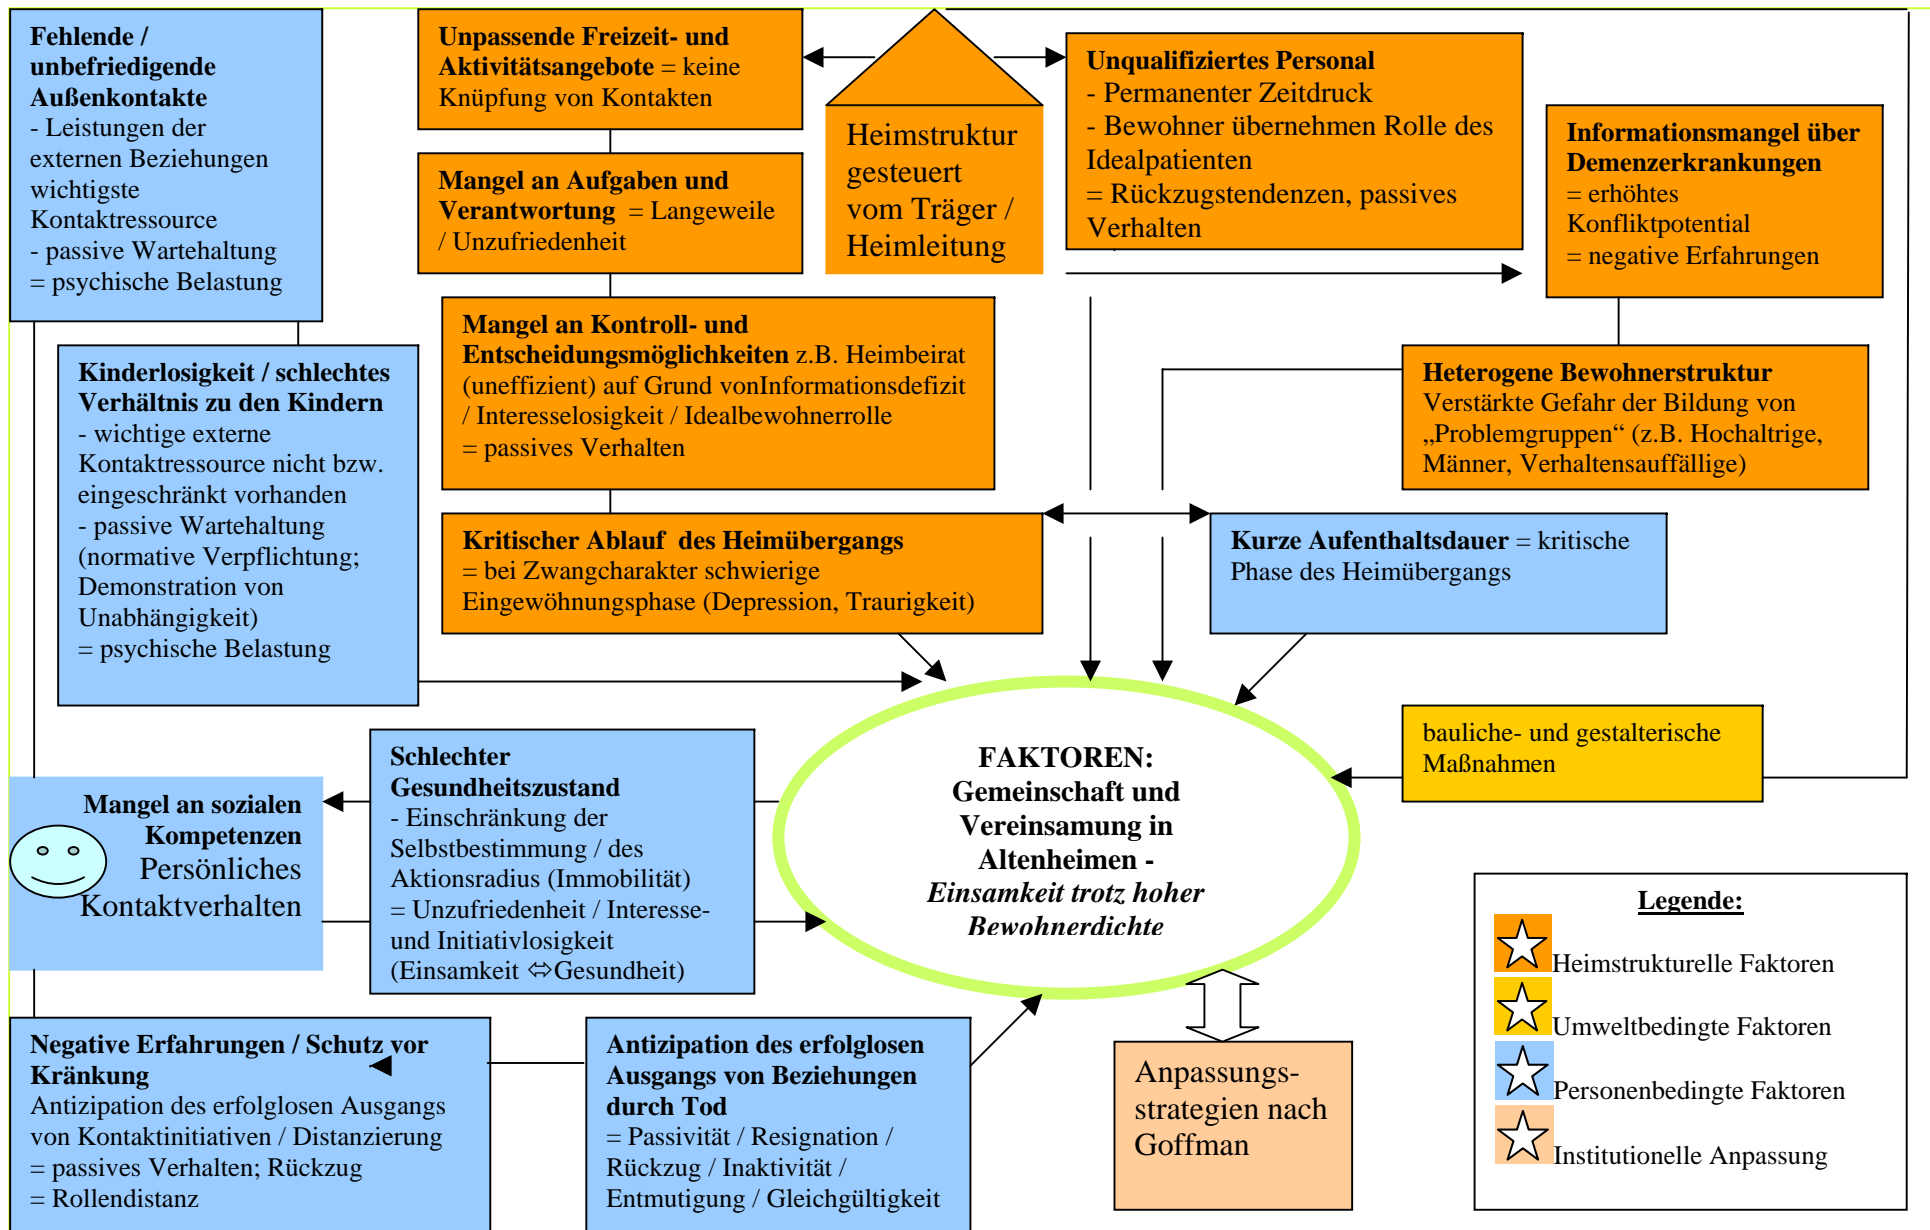 Fehlende /
unbefriedigende
Außenkontakte
- Leistungen der
externen Beziehungen
wichtigste
Kontaktressource
- passive Wartehaltung
= psychische Belastung
Unpassende Freizeit- und
Aktivitätsangebote = keine
Knüpfung von Kontakten
Heimstruktur
gesteuert
vom Träger /
Heimleitung
Unqualifiziertes Personal
- Permanenter Zeitdruck
- Bewohner übernehmen Rolle des
Idealpatienten
= Rückzugstendenzen, passives
Verhalten
Informationsmangel über
Demenzerkrankungen
= erhöhtes
Konfliktpotential
= negative Erfahrungen
Mangel an Aufgaben und
Verantwortung = Langeweile
/ Unzufriedenheit
Mangel an Kontroll- und
Entscheidungsmöglichkeiten z.B. Heimbeirat
(uneffizient) auf Grund vonInformationsdefizit
/ Interesselosigkeit / Idealbewohnerrolle
= passives Verhalten
Kinderlosigkeit / schlechtes
Verhältnis zu den Kindern
- wichtige externe
Kontaktressource nicht bzw.
eingeschränkt vorhanden
- passive Wartehaltung
(normative Verpflichtung;
Demonstration von
Unabhängigkeit)
= psychische Belastung
Heterogene Bewohnerstruktur
Verstärkte Gefahr der Bildung von
„Problemgruppen“ (z.B. Hochaltrige,
Männer, Verhaltensauffällige)
Kritischer Ablauf des Heimübergangs
= bei Zwangcharakter schwierige
Eingewöhnungsphase (Depression, Traurigkeit)
Kurze Aufenthaltsdauer = kritische
Phase des Heimübergangs
bauliche- und gestalterische
Maßnahmen
Schlechter
Gesundheitszustand
- Einschränkung der
Selbstbestimmung / des
Aktionsradius (Immobilität)
= Unzufriedenheit / Interesse-
und Initiativlosigkeit
(Einsamkeit ⇔Gesundheit)
FAKTOREN:
Gemeinschaft und
Vereinsamung in
Altenheimen -
Einsamkeit trotz hoher
Bewohnerdichte
Mangel an sozialen
Kompetenzen
Persönliches
Kontaktverhalten
Negative Erfahrungen / Schutz vor
Kränkung
Antizipation des erfolglosen Ausgangs
von Kontaktinitiativen / Distanzierung
= passives Verhalten; Rückzug
= Rollendistanz
Antizipation des erfolglosen
Ausgangs von Beziehungen
durch Tod
= Passivität / Resignation /
Rückzug / Inaktivität /
Entmutigung / Gleichgültigkeit
Anpassungs-
strategien nach
Goffman
Legende:
Heimstrukturelle Faktoren
Umweltbedingte Faktoren
Personenbedingte Faktoren
Institutionelle Anpassung